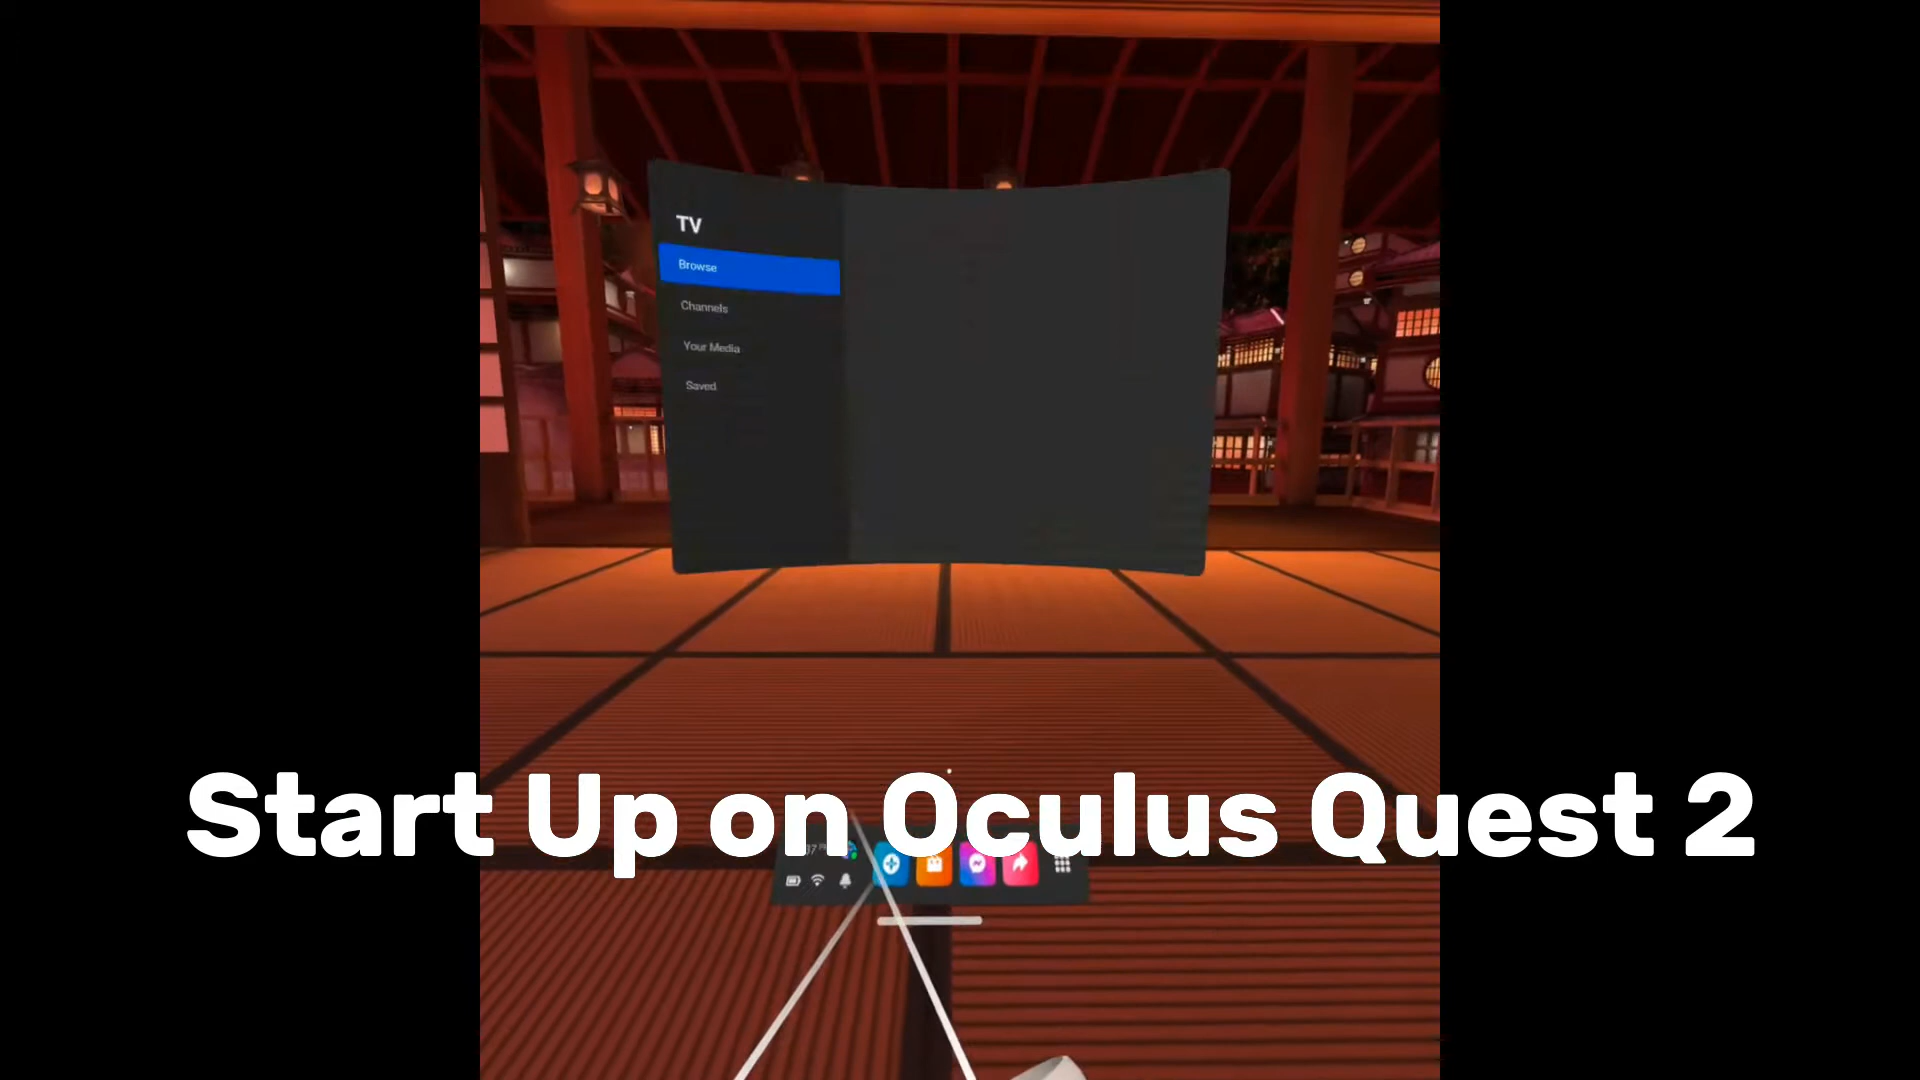 TV
Browse
Channels
Your Media
Saved
Start Up on Oculus Quest 2